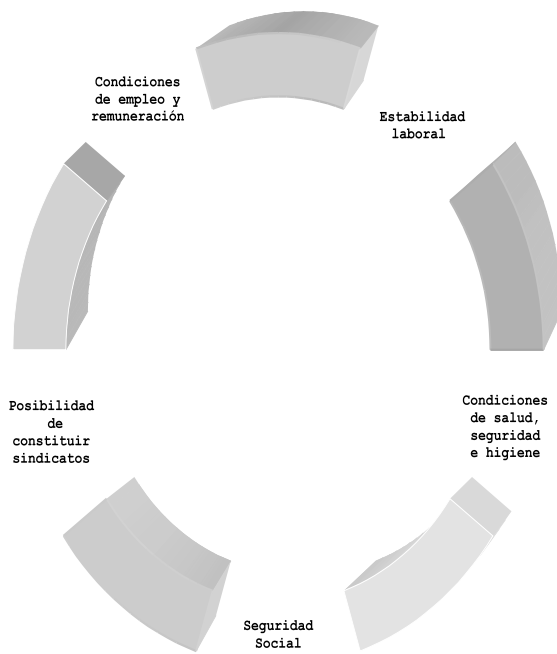 Condiciones
de empleo y
remuneración
Estabilidad
laboral
Condiciones
de salud,
seguridad
e higiene
Seguridad
Social
Posibilidad
de
constituir
sindicatos